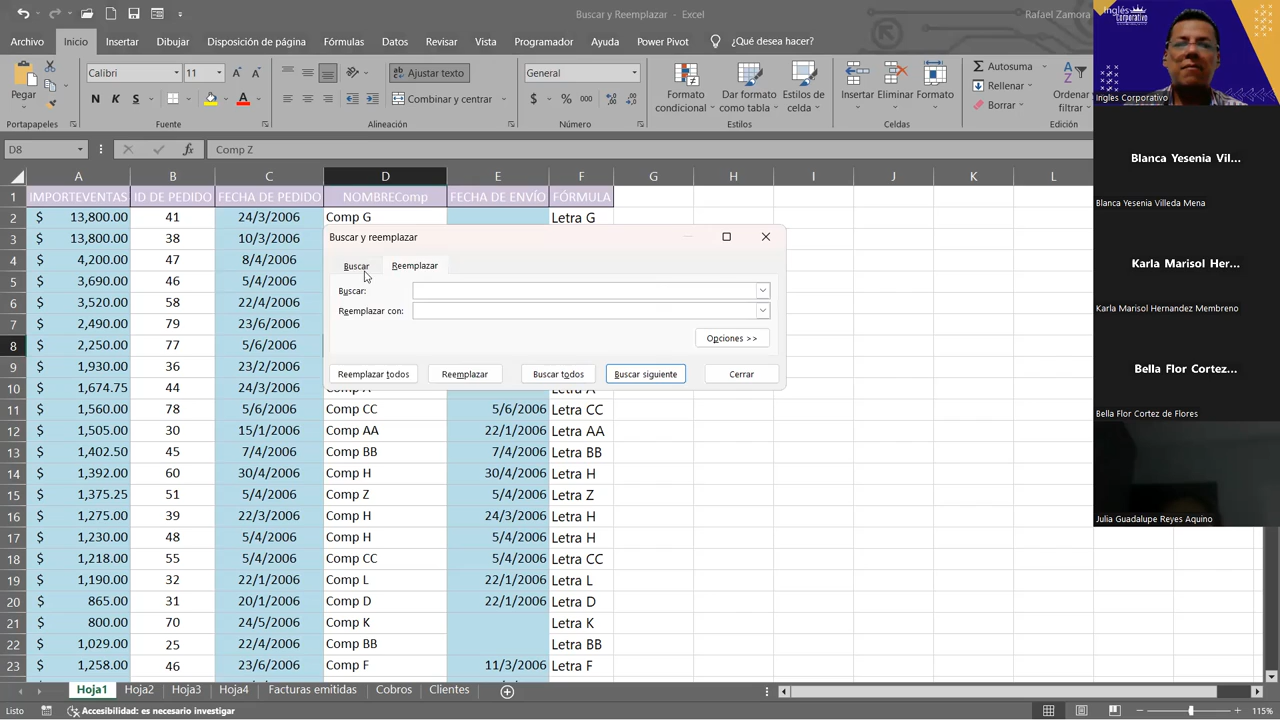 Buscar y Reemplazar - Excel
Rafael Zamora
Archivo Inicio Insertar Dibujar Disposición de página Fórmulas Datos Revisar Vista Programador Ayuda Power Pivot ¿Qué desea hacer?
Pegar
Calibri 11
N K S
Ajustar texto
Combinar y centrar
General
$ % 000
Formato condicional
Dar formato como tabla
Estilos de celda
Insertar Eliminar Formato
Autosuma
Rellenar
Borrar
Ordenar
filtrar
Portapapeles Fuente Alineación Número Estilos Celdas Edición
D8 fx Comp Z
A B C D E F G H I J K L
1 IMPORTEVENTAS ID DE PEDIDO FECHA DE PEDIDO NOMBREComp FECHA DE ENVÍO FÓRMULA
2 $ 13,800.00 41 24/3/2006 Comp G Letra G
3 $ 13,800.00 38 10/3/2006
4 $ 4,200.00 47 8/4/2006
5 $ 3,690.00 46 5/4/2006
6 $ 3,520.00 58 22/4/2006
7 $ 2,490.00 79 23/6/2006
8 $ 2,250.00 77 5/6/2006
9 $ 1,930.00 36 23/2/2006
10 $ 1,674.75 44 24/3/2006
11 $ 1,560.00 78 5/6/2006 Comp CC 5/6/2006 Letra CC
12 $ 1,505.00 30 15/1/2006 Comp AA 22/1/2006 Letra AA
13 $ 1,402.50 45 7/4/2006 Comp BB 7/4/2006 Letra BB
14 $ 1,392.00 60 30/4/2006 Comp H 30/4/2006 Letra H
15 $ 1,375.25 51 5/4/2006 Comp Z 5/4/2006 Letra Z
16 $ 1,275.00 39 22/3/2006 Comp H 24/3/2006 Letra H
17 $ 1,230.00 48 5/4/2006 Comp H 5/4/2006 Letra H
18 $ 1,218.00 55 5/4/2006 Comp CC 5/4/2006 Letra CC
19 $ 1,190.00 32 22/1/2006 Comp L 22/1/2006 Letra L
20 $ 865.00 31 20/1/2006 Comp D 22/1/2006 Letra D
21 $ 800.00 70 24/5/2006 Comp K Letra K
22 $ 1,029.00 25 22/4/2006 Comp BB Letra BB
23 $ 1,258.00 46 23/6/2006 Comp F 11/3/2006 Letra F
Buscar y reemplazar
Buscar Reemplazar
Buscar:
Reemplazar con:
Opciones >>
Reemplazar todos Reemplazar Buscar todos Buscar siguiente Cerrar
Hoja1 Hoja2 Hoja3 Hoja4 Facturas emitidas Cobros Clientes
Listo Accesibilidad: es necesario investigar 115%
Inglés
Corporativo
Ingles Corporativo
Blanca Yesenia Vil...
Blanca Yesenia Villeda Mena
Karla Marisol Her...
Karla Marisol Hernandez Membreno
Bella Flor Cortez...
Bella Flor Cortez de Flores
Julia Guadalupe Reyes Aquino